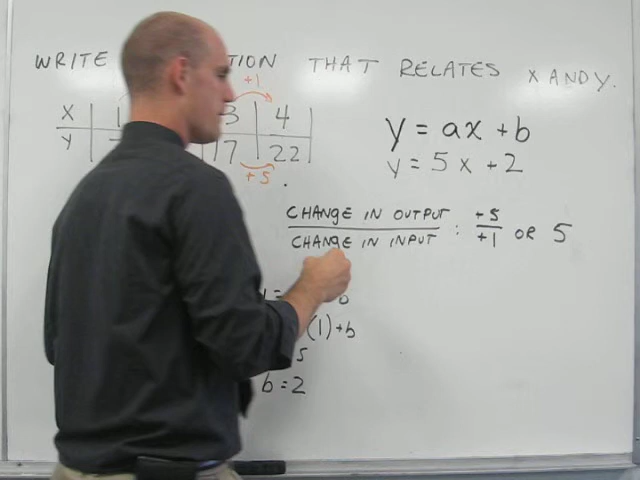 WRITE TION THAT RELATES X AND Y.
+1
X 1 3 4
Y 17 22
+5
y = ax + b
y = 5x + 2
CHANGE IN OUTPUT
CHANGE IN INPUT
: +5
+1
OR 5
(1) + b
5
b = 2